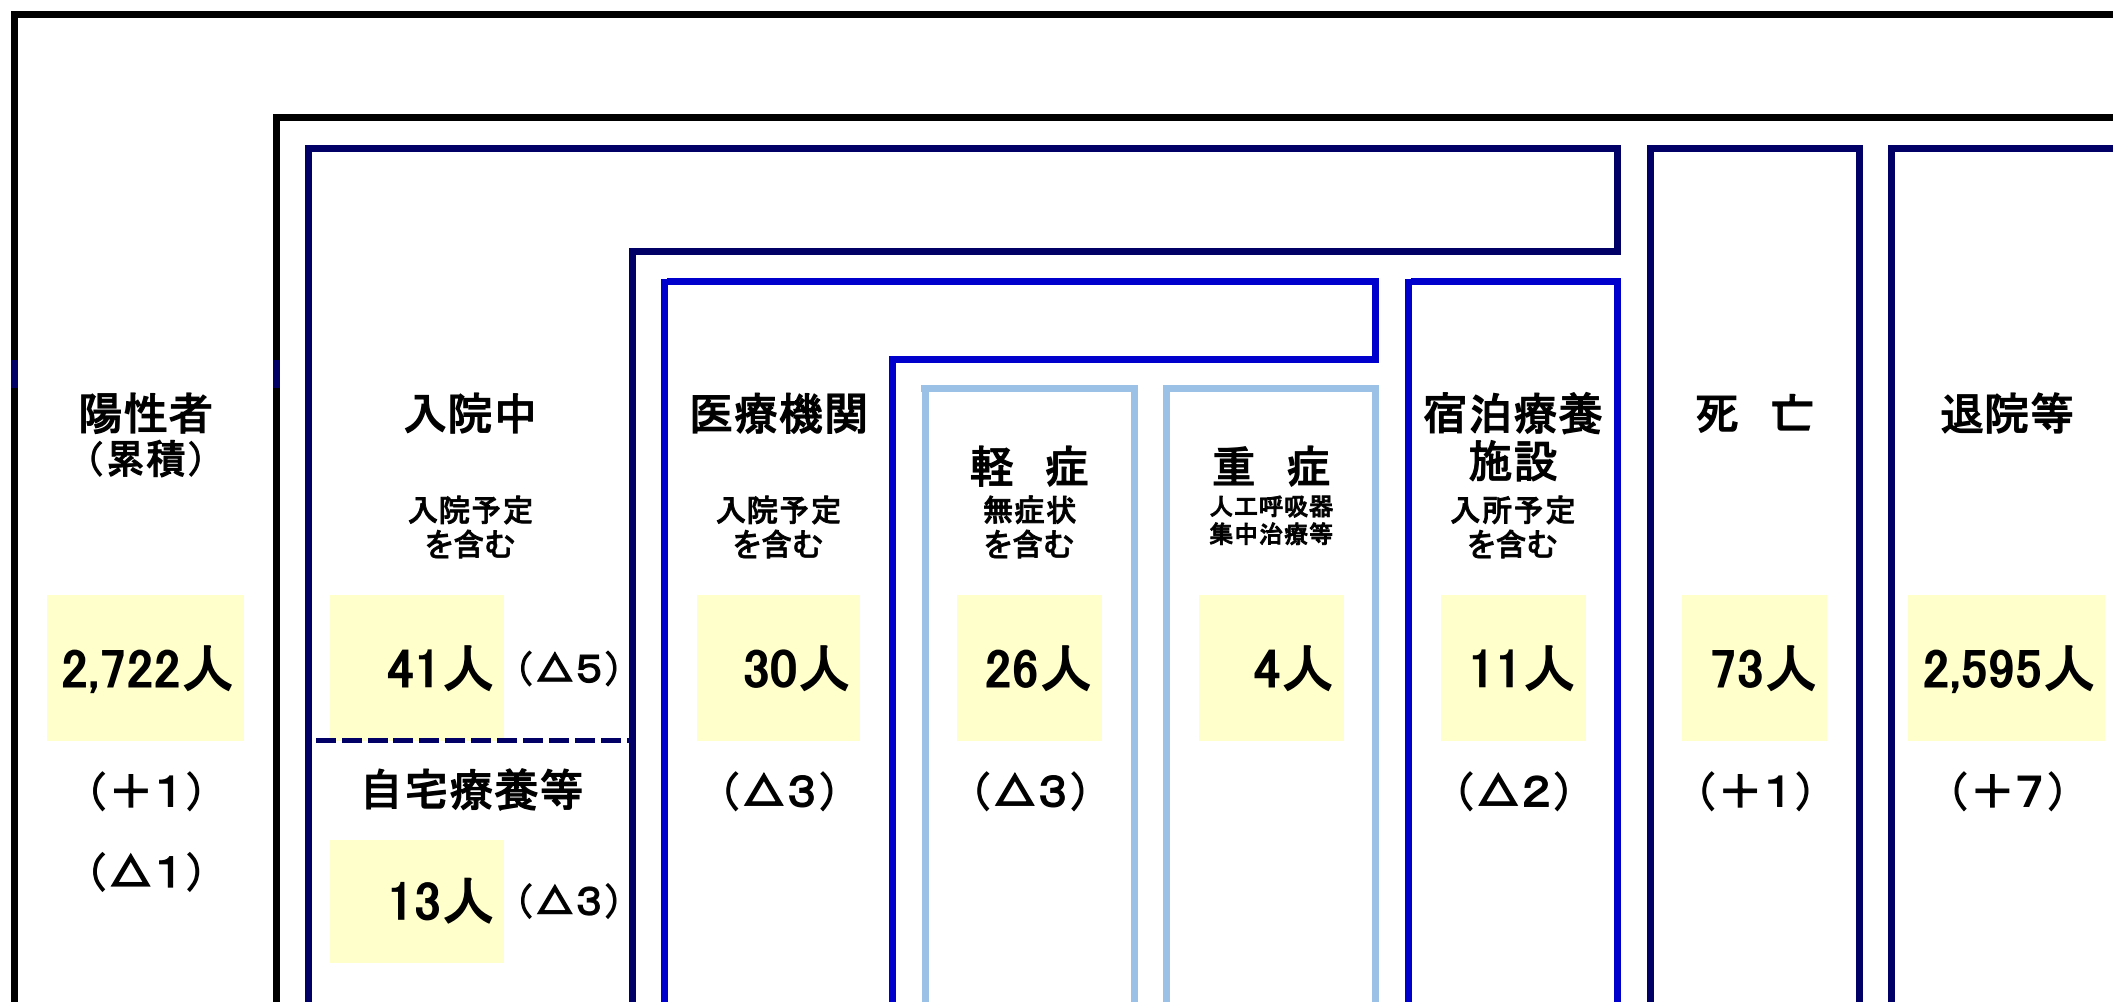 陽性者
（累積）
2,722人
（＋1）
（△1）
入院中
入院予定
を含む
41人 （△5）
自宅療養等
13人 （△3）
医療機関
入院予定
を含む
30人
（△3）
軽 症
無症状
を含む
26人
（△3）
重 症
人工呼吸器
集中治療等
4人
宿泊療養
施設
入所予定
を含む
11人
（△2）
死 亡
73人
（＋1）
退院等
2,595人
（＋7）